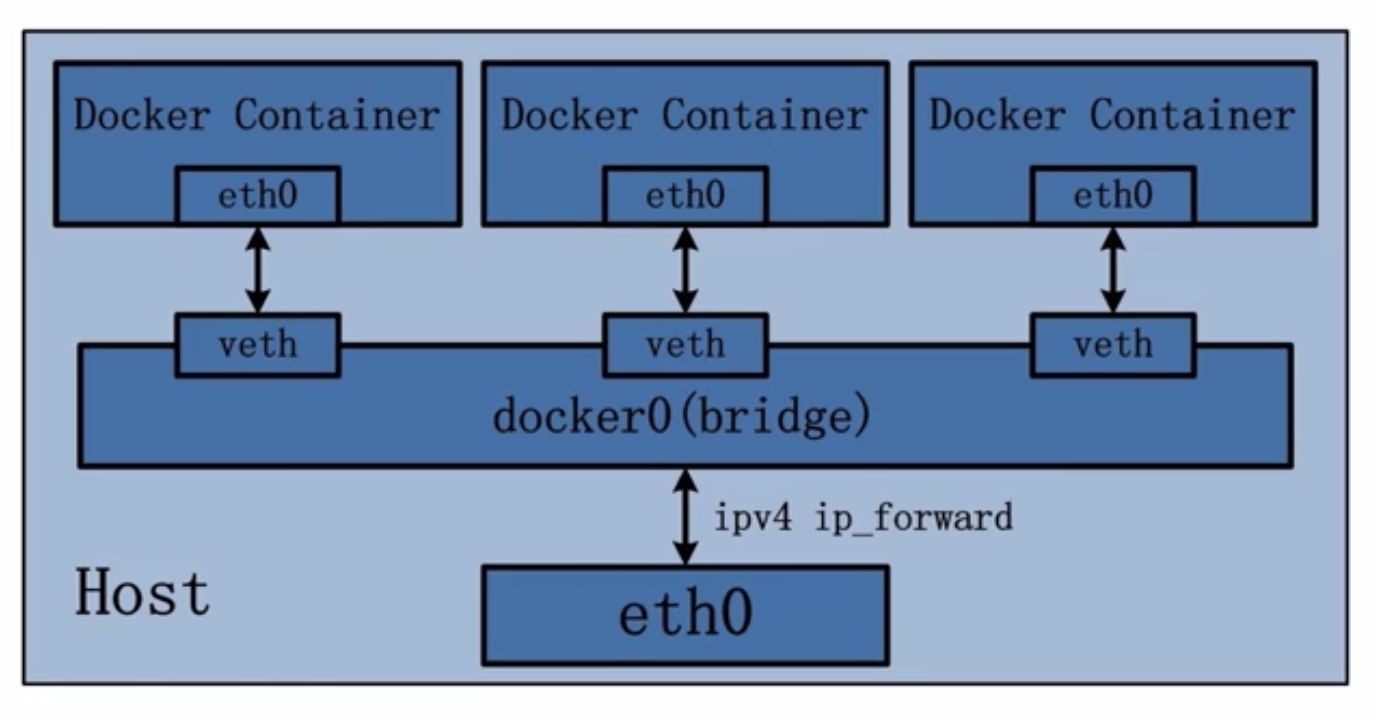 Docker Container
Docker Container
Docker Container
eth0
eth0
eth0
veth
veth
veth
docker0(bridge)
ipv4 ip_forward
Host
eth0